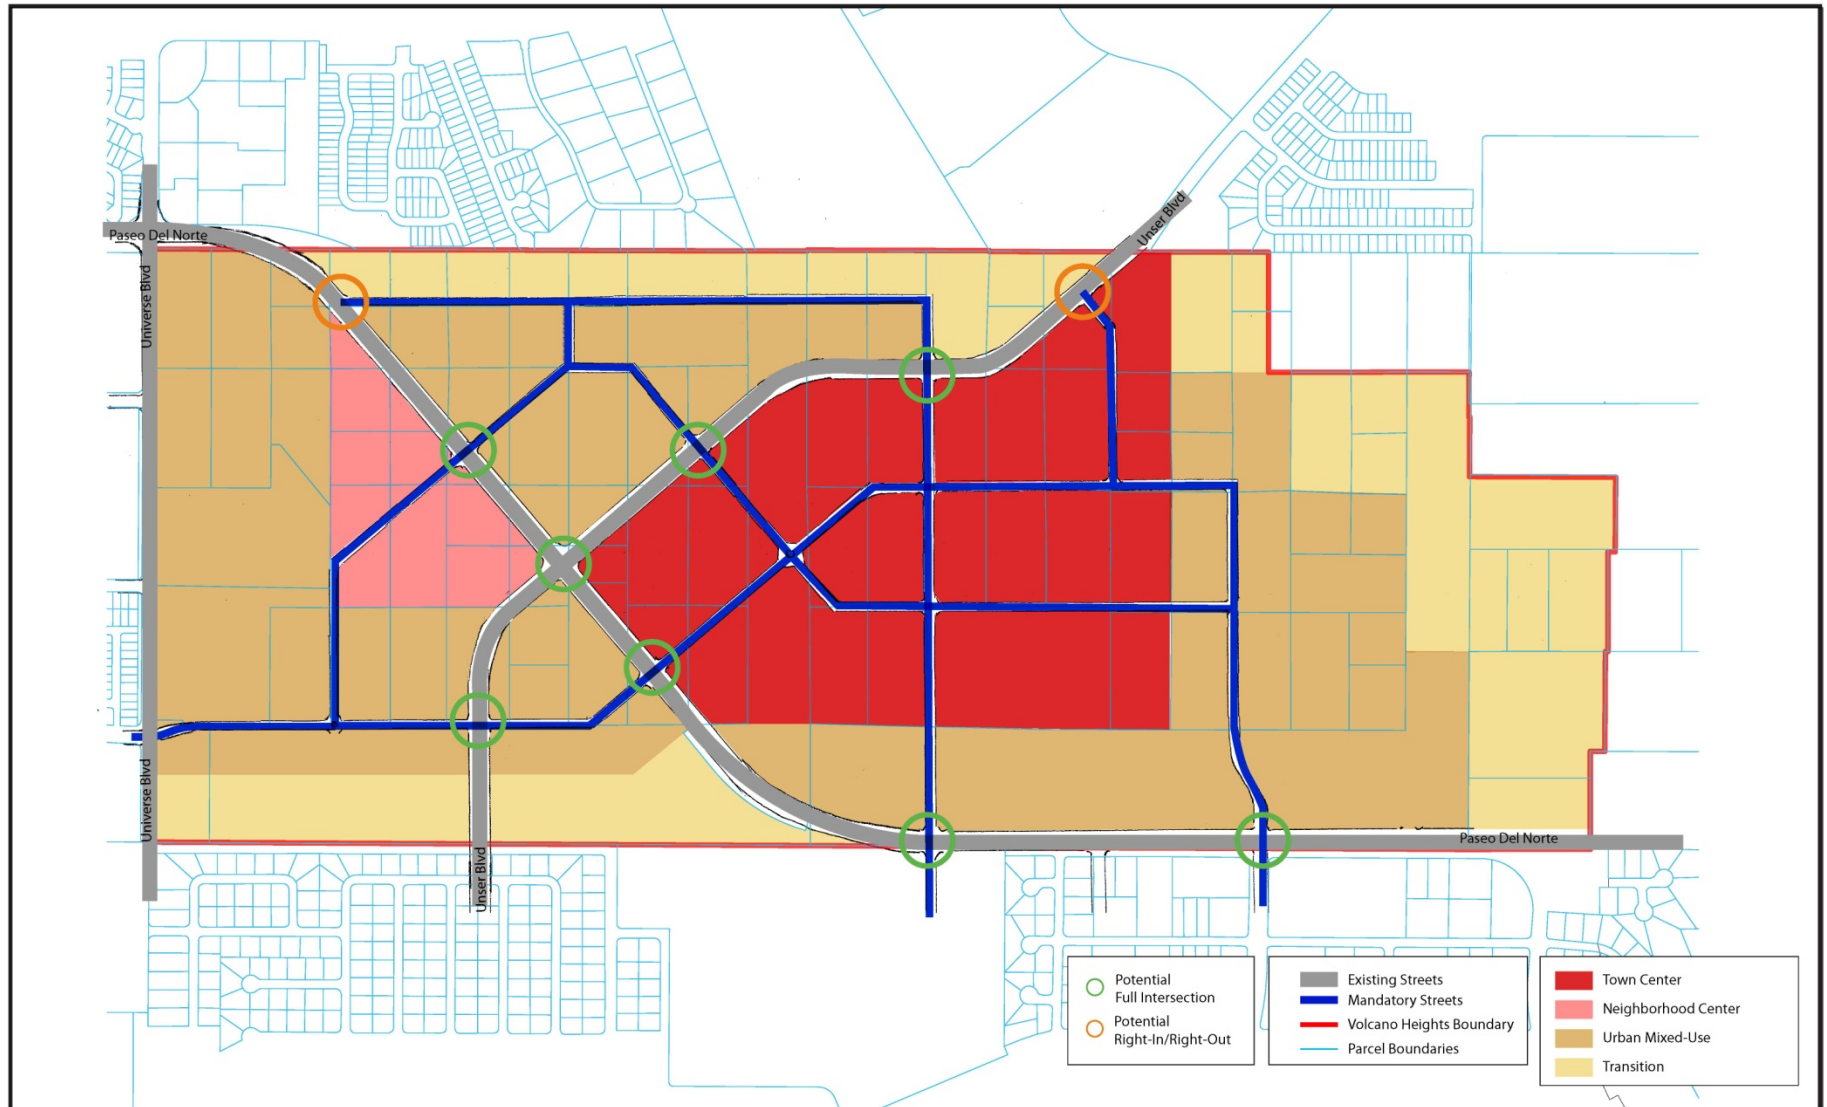 Unser Blvd
Paseo Del Norte
Universe Blvd
Universe Blvd
Paseo Del Norte
Unser Blvd
Potential
Full Intersection
Potential
Right-In/Right-Out
Existing Streets
Mandatory Streets
Volcano Heights Boundary
Parcel Boundaries
Town Center
Neighborhood Center
Urban Mixed-Use
Transition